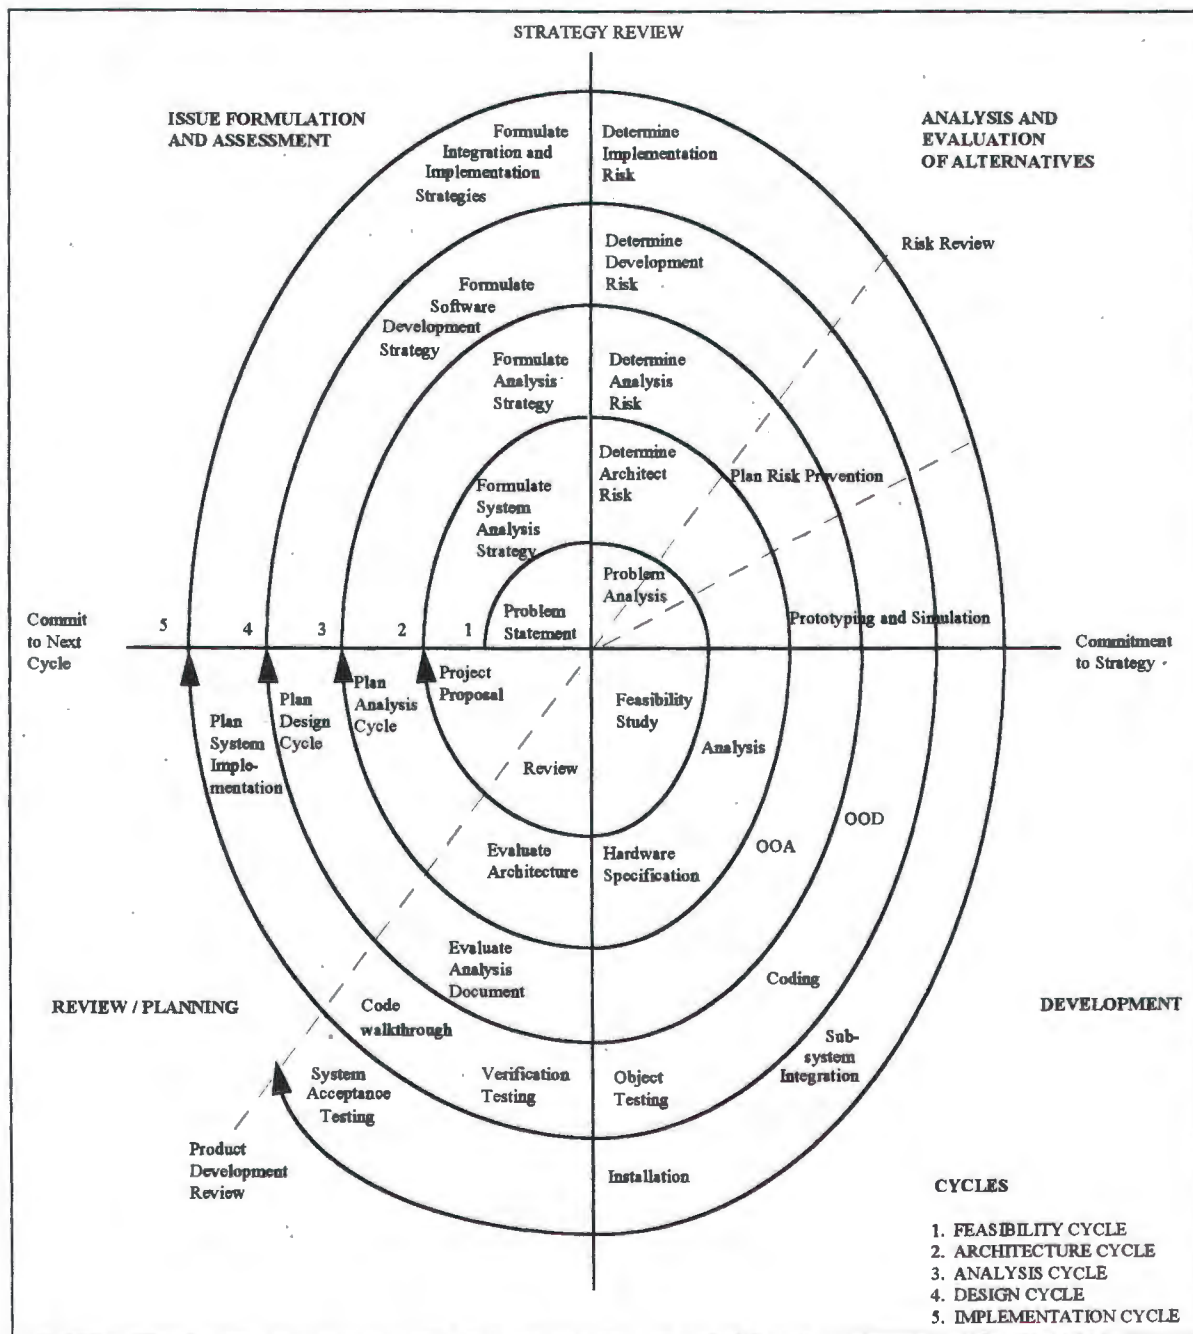 STRATEGY REVIEW
ISSUE FORMULATION
AND ASSESSMENT
ANALYSIS AND
EVALUATION
OF ALTERNATIVES
Formulate
Integration and
Implementation
Strategies
Determine
Implementation
Risk
Risk Review
Formulate
Software
Development
Strategy
Determine
Development
Risk
Formulate
Analysis
Strategy
Determine
Analysis
Risk
Formulate
System
Analysis
Strategy
Determine
Architect
Risk
Plan Risk Prevention
Problem
Statement
Problem
Analysis
Prototyping and Simulation
Commit
to Next
Cycle
5
4
3
2
1
Commitment
to Strategy
Plan
System
Imple-
mentation
Plan
Design
Cycle
Plan
Analysis
Cycle
Project
Proposal
Feasibility
Study
Review
Analysis
OOD
Evaluate
Architecture
Hardware
Specification
OOA
Evaluate
Analysis
Document
Coding
REVIEW / PLANNING
Code
walkthrough
DEVELOPMENT
System
Acceptance
Testing
Verification
Testing
Object
Testing
Sub-
system
Integration
Product
Development
Review
Installation
CYCLES
1. FEASIBILITY CYCLE
2. ARCHITECTURE CYCLE
3. ANALYSIS CYCLE
4. DESIGN CYCLE
5. IMPLEMENTATION CYCLE